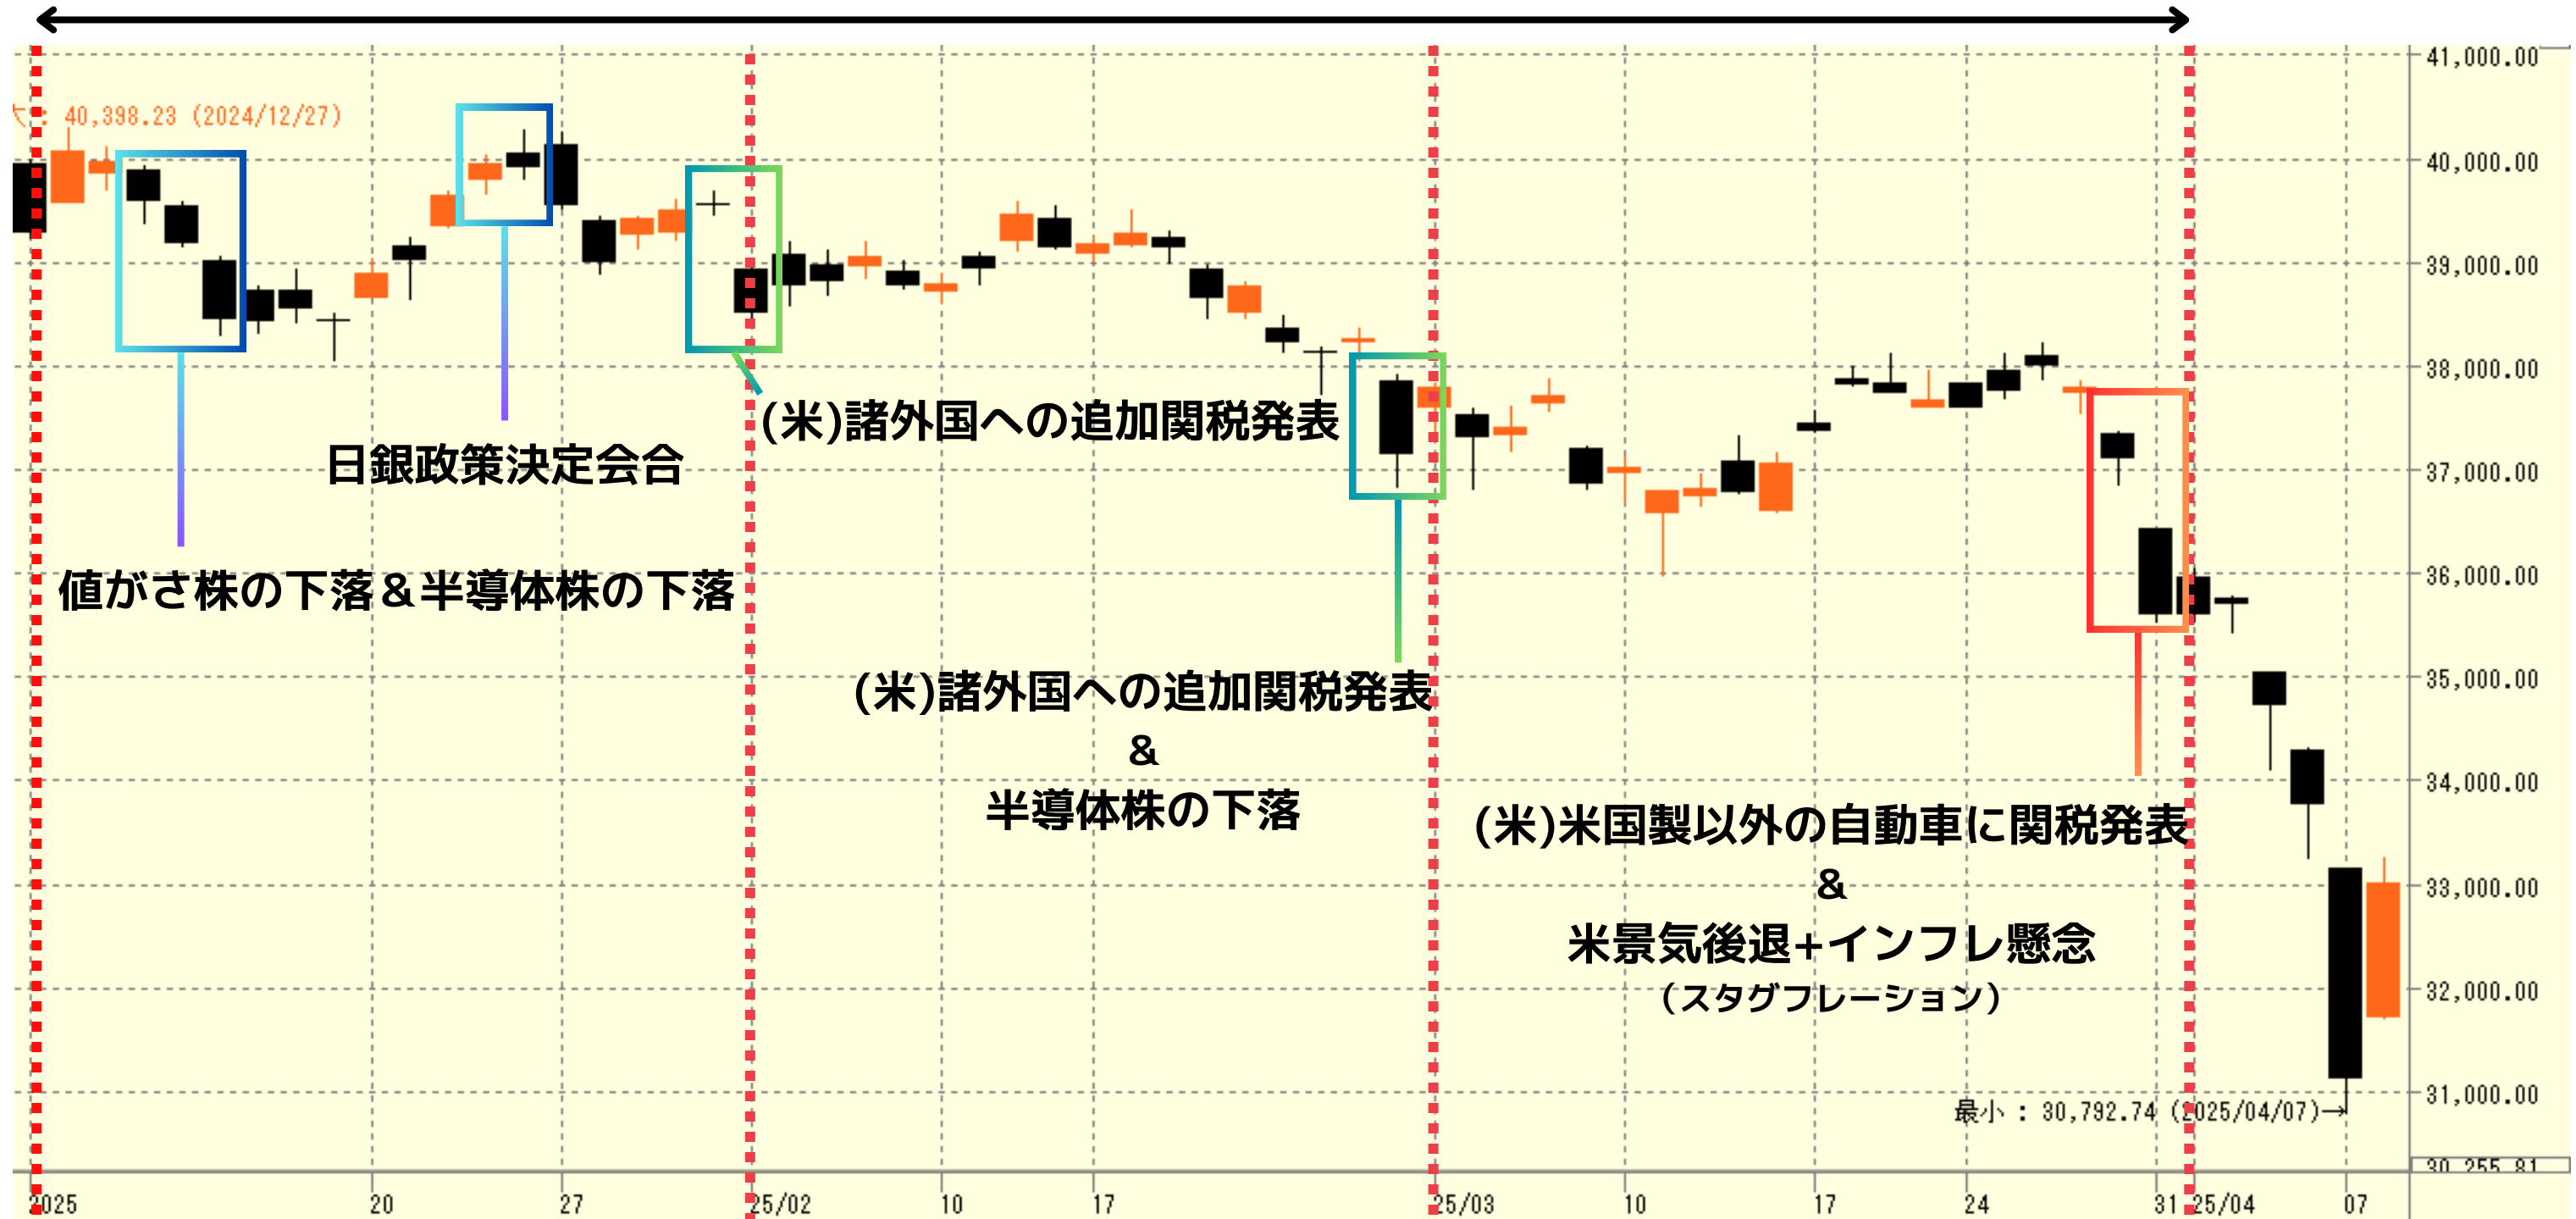 41,000.00
: 40,398.23 (2024/12/27)
40,000.00
39,000.00
38,000.00
(米)諸外国への追加関税発表
日銀政策決定会合
37,000.00
値がさ株の下落&半導体株の下落
36,000.00
(米)諸外国への追加関税発表
&
半導体株の下落
35,000.00
34,000.00
(米)米国製以外の自動車に関税発表
&
米景気後退+インフレ懸念
(スタグフレーション)
33,000.00
32,000.00
31,000.00
最小 : 30,792.74 (2025/04/07)→
30,255.81
2025 20 27 25/02 10 17 25/03 10 17 24 31 25/04 07